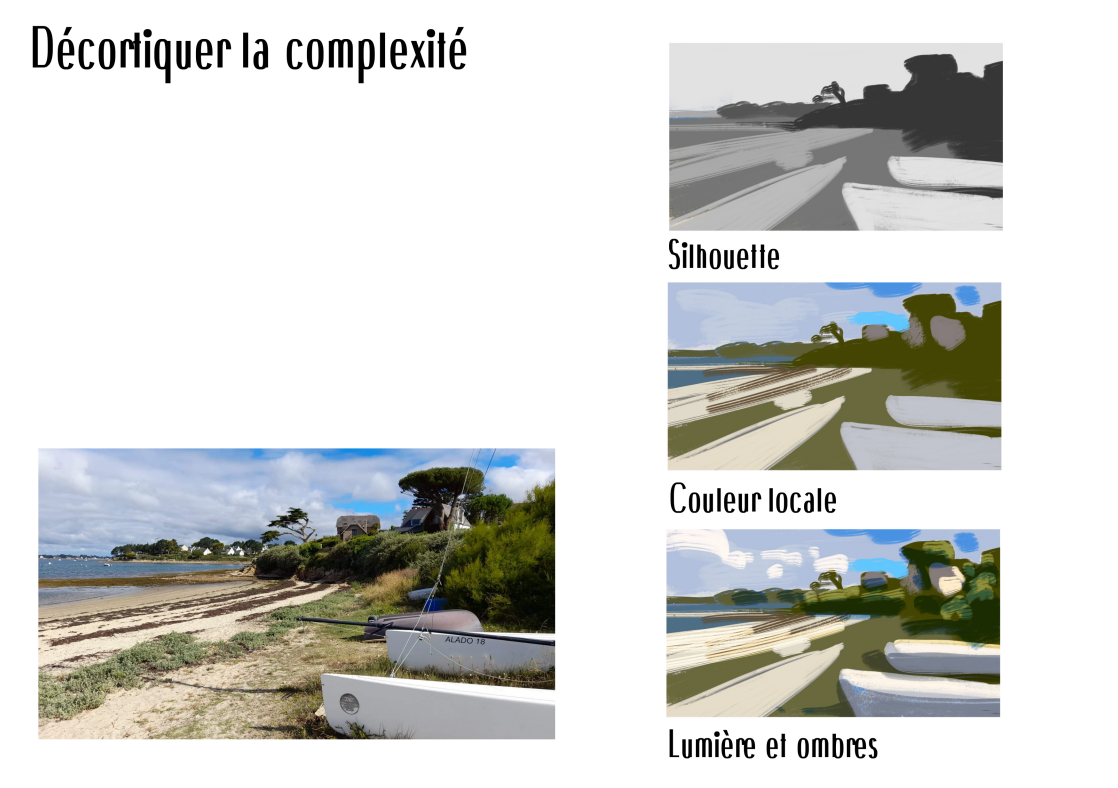 Décortiquer la complexité
Silhouette
Couleur locale
Lumière et ombres
ALADO 18